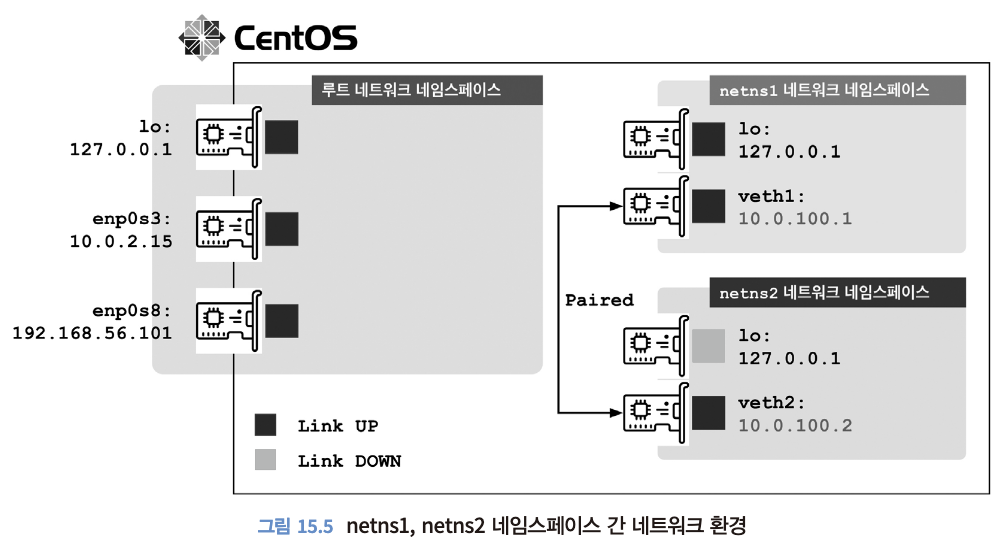 CentOS
루트 네트워크 네임스페이스
lo:
127.0.0.1
enp0s3:
10.0.2.15
enp0s8:
192.168.56.101
Link UP
Link DOWN
netns1 네트워크 네임스페이스
lo:
127.0.0.1
veth1:
10.0.100.1
Paired
netns2 네트워크 네임스페이스
lo:
127.0.0.1
veth2:
10.0.100.2
그림 15.5 netns1, netns2 네임스페이스 간 네트워크 환경